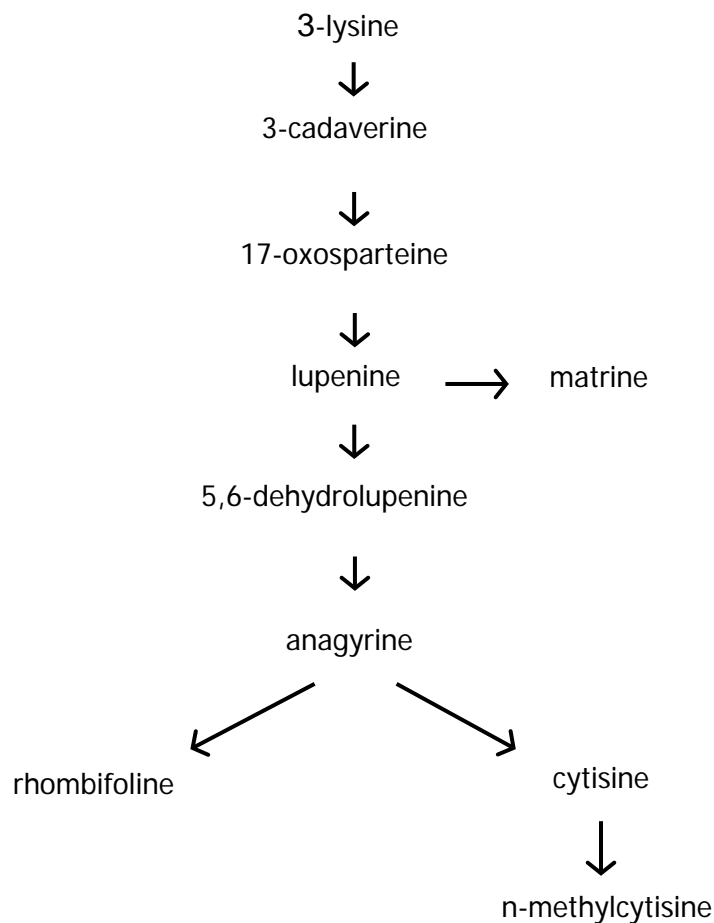 3-lysine
3-cadaverine
17-oxosparteine
lupenine
matrine
5,6-dehydrolupenine
anagyrine
rhombifoline
cytisine
n-methylcytisine